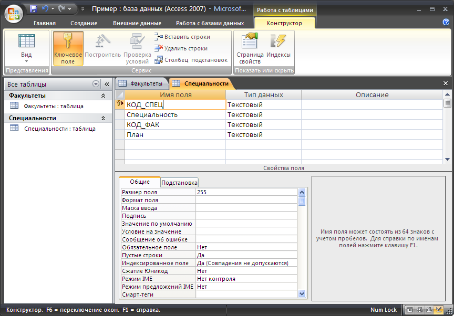 Пример : база данных (Access 2007) - Microsof...
Работа с таблицами
Главная
Создание
Внешние данные
Работа с базами данных
Конструктор
Вид
Ключевое поле
Построитель
Проверка условий
Вставить строки
Удалить строки
Столбец подстановок
Страница свойств
Индексы
Представления
Сервис
Показать или скрыть
Все таблицы
Факультеты
Факультеты : таблица
Специальности
Специальности : таблица
Факультеты
Специальности
Имя поля
Тип данных
Описание
КОД_СПЕЦ
Текстовый
Специальность
Текстовый
КОД_ФАК
Текстовый
План
Текстовый
Свойства поля
Общие
Подстановка
Размер поля
255
Формат поля
Маска ввода
Подпись
Значение по умолчанию
Условие на значение
Сообщение об ошибке
Обязательное поле
Нет
Пустые строки
Да
Индексированное поле
Да (Совпадения не допускаются)
Сжатие Юникод
Нет
Режим IME
Нет контроля
Режим предложений IME
Нет
Смарт-теги
Имя поля может состоять из 64 знаков с
учетом пробелов. Для справки по именам
полей нажмите клавишу F1.
Конструктор. F6 = переключение окон. F1 = справка.
Num Lock